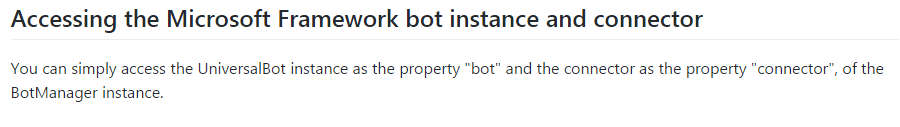 Accessing the Microsoft Framework bot instance and connector
You can simply access the UniversalBot instance as the property "bot" and the connector as the property "connector", of the
BotManager instance.